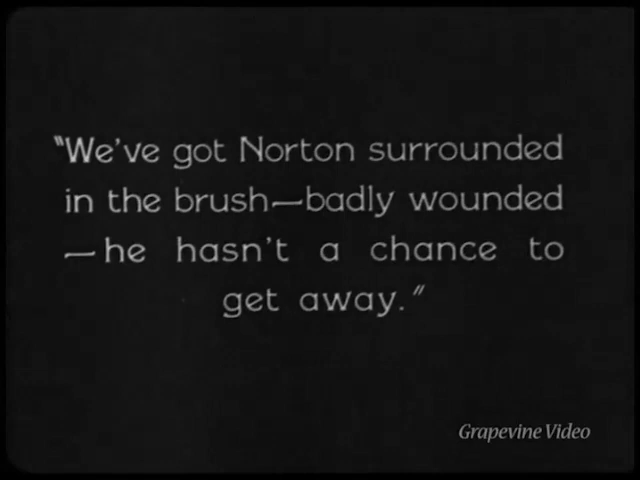 "We've got Norton surrounded
in the brush—badly wounded
—he hasn't a chance to
get away."
Grapevine Video